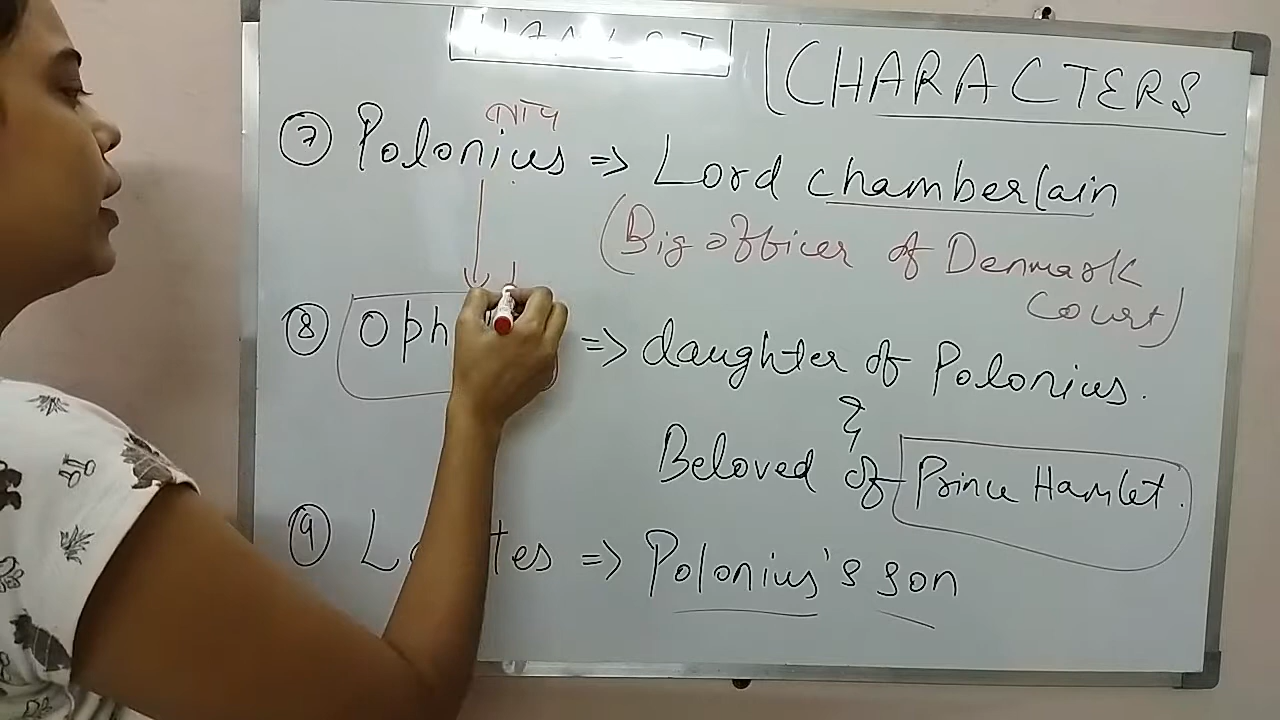 HAMLET
CHARACTERS
বাপ
⑦ Polonius => Lord chamberlain
(Big officer of Denmark
Court)
⑧ Oph => daughter of Polonius.
&
Beloved of Prince Hamlet.
⑨ L tes => Polonius's son